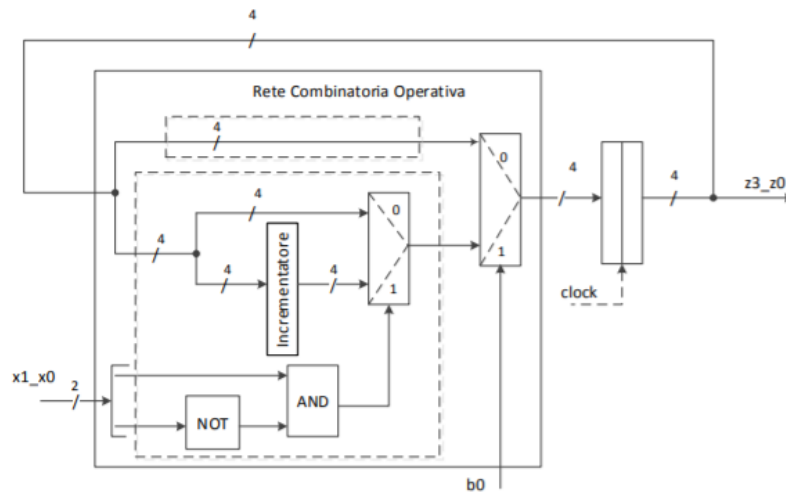 4
Rete Combinatoria Operativa
4
0
4
4
z3_z0
4
0
4
4
4
1
1
Incrementatore
clock
x1_x0
2
AND
NOT
b0